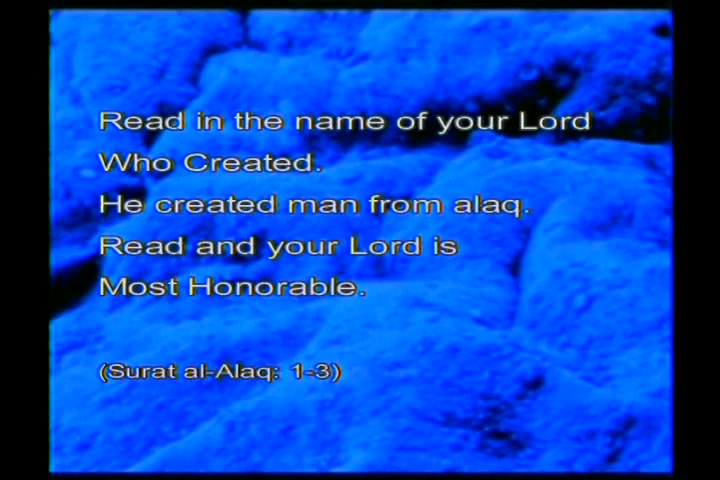 Read in the name of your Lord
Who Created.
He created man from alaq.
Read and your Lord is
Most Honorable.
(Surat al-Alaq: 1-3)